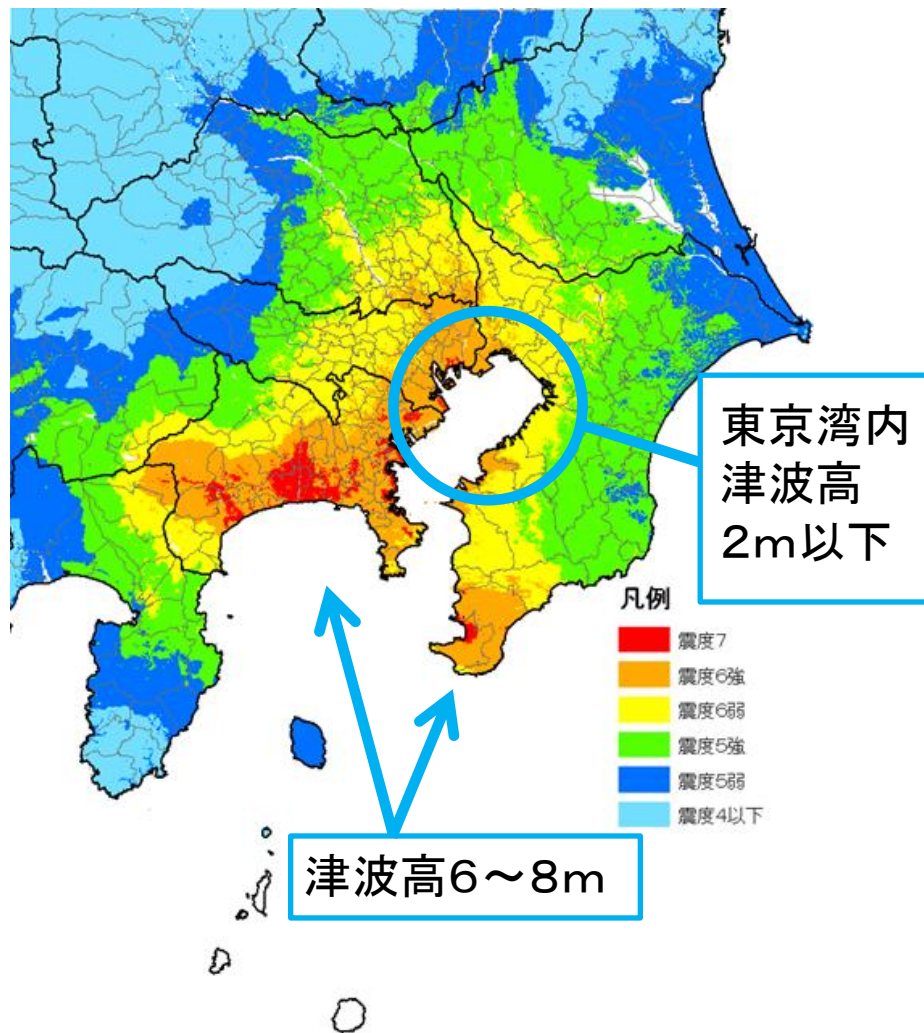 東京湾内
津波高
2m以下
凡例
震度7
震度6強
震度6弱
震度5強
震度5弱
震度4以下
津波高6～8m